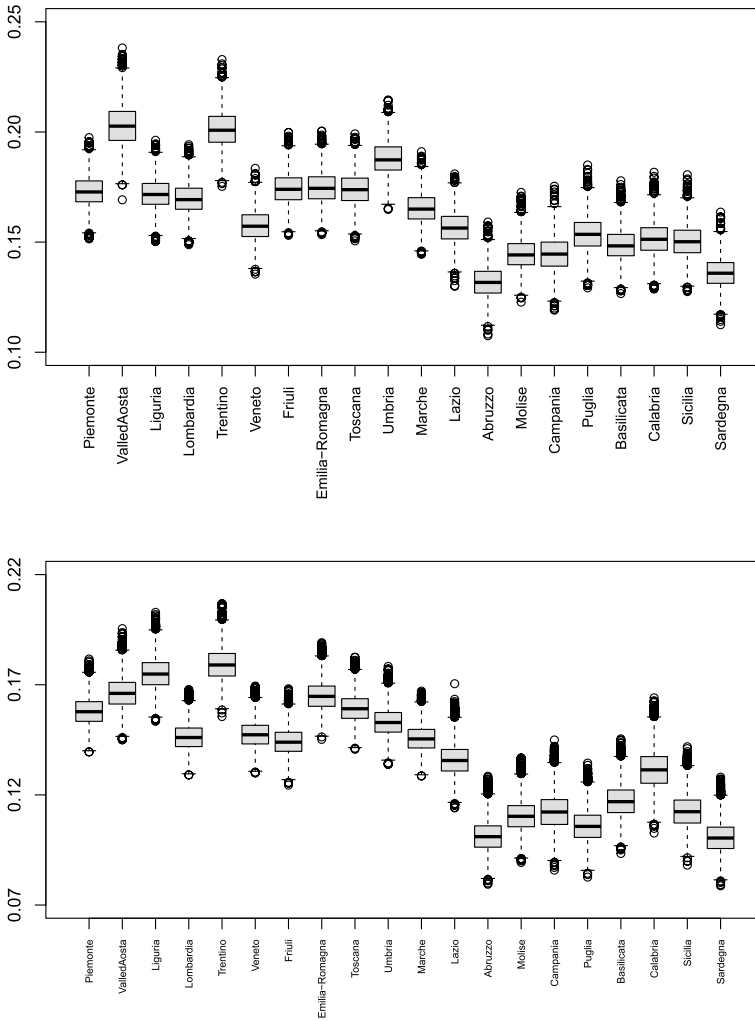 0.25
0.20
0.15
0.10
Piemonte
ValledAosta
Liguria
Lombardia
Trentino
Veneto
Friuli
Emilia−Romagna
Toscana
Umbria
Marche
Lazio
Abruzzo
Molise
Campania
Puglia
Basilicata
Calabria
Sicilia
Sardegna
0.22
0.17
0.12
0.07
Piemonte
ValledAosta
Liguria
Lombardia
Trentino
Veneto
Friuli
Emilia−Romagna
Toscana
Umbria
Marche
Lazio
Abruzzo
Molise
Campania
Puglia
Basilicata
Calabria
Sicilia
Sardegna